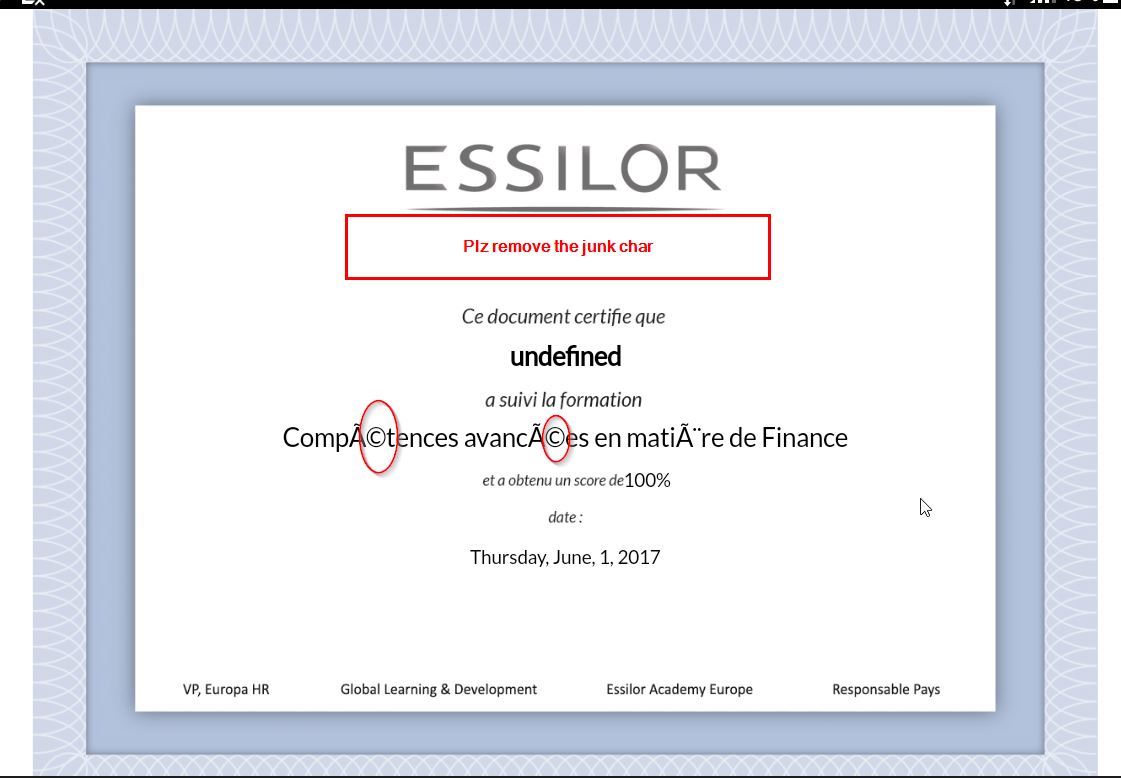 ESSILOR
Plz remove the junk char
Ce document certifie que
undefined
a suivi la formation
CompÃ©tences avancÃ©es en matiÃ¨re de Finance
et a obtenu un score de100%
date :
Thursday, June, 1, 2017
VP, Europa HR Global Learning & Development Essilor Academy Europe Responsable Pays